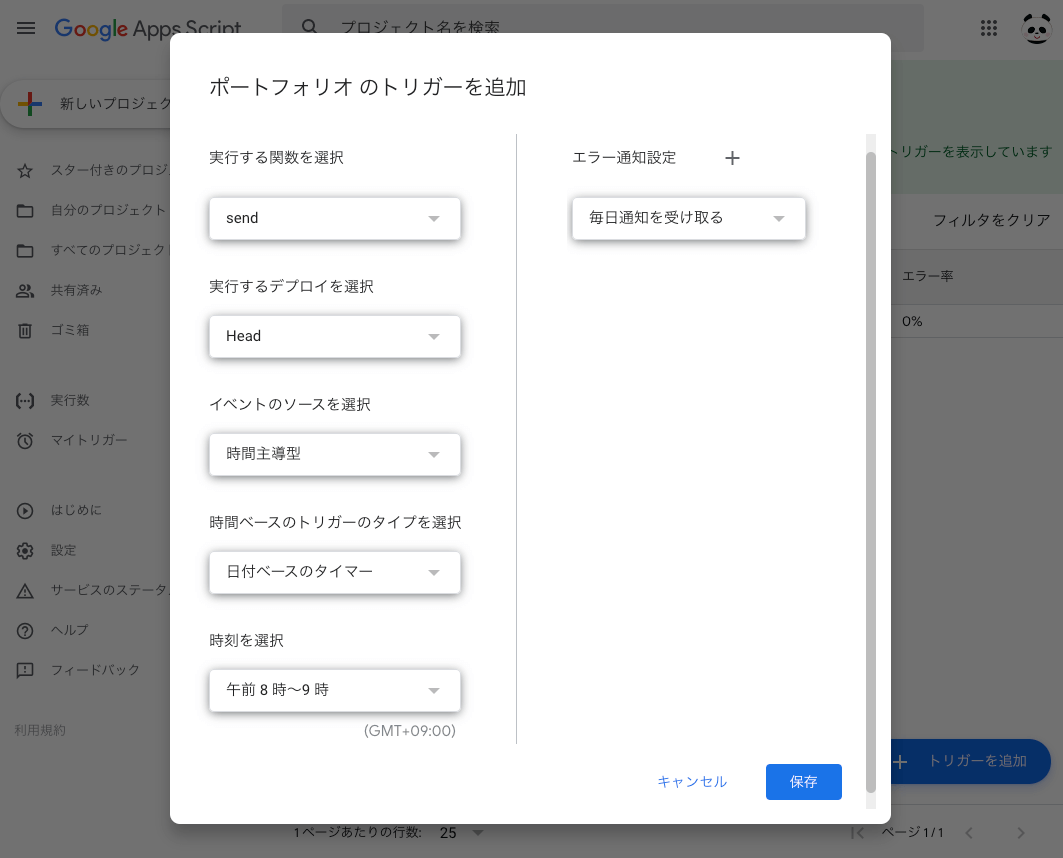 Google Apps Script
プロジェクト名を検索
新しいプロジェク
スター付きのプロジ
自分のプロジェクト
すべてのプロジェクト
共有済み
ゴミ箱
実行数
マイトリガー
はじめに
設定
サービスのステータ
ヘルプ
フィードバック
利用規約
ポートフォリオ のトリガーを追加
実行する関数を選択
send
実行するデプロイを選択
Head
イベントのソースを選択
時間主導型
時間ベースのトリガーのタイプを選択
日付ベースのタイマー
時刻を選択
午前 8 時～9 時
(GMT+09:00)
エラー通知設定
毎日通知を受け取る
キャンセル
保存
トリガーを表示しています
フィルタをクリア
エラー率
0%
トリガーを追加
1 ページあたりの行数: 25
ページ 1 / 1